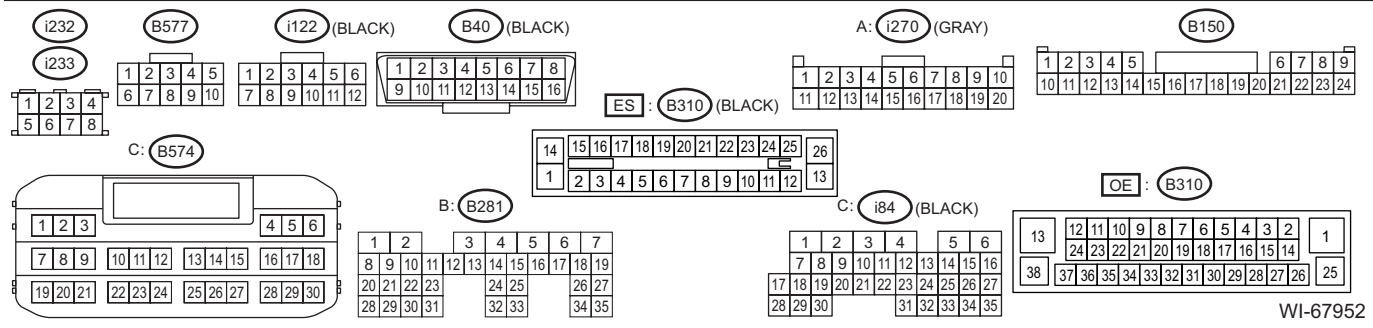 i232 B577 i122 (BLACK) B40 (BLACK) A: i270 (GRAY) B150
i233
1 2 3 4
5 6 7 8
1 2 3 4 5
6 7 8 9 10
1 2 3 4 5 6
7 8 9 10 11 12
1 2 3 4 5 6 7 8
9 10 11 12 13 14 15 16
1 2 3 4 5 6 7 8 9 10
11 12 13 14 15 16 17 18 19 20
1 2 3 4 5 6 7 8 9
10 11 12 13 14 15 16 17 18 19 20 21 22 23 24
ES : B310 (BLACK)
14 15 16 17 18 19 20 21 22 23 24 25 26
1 2 3 4 5 6 7 8 9 10 11 12 13
C: B574
1 2 3 4 5 6
7 8 9 10 11 12 13 14 15 16 17 18
19 20 21 22 23 24 25 26 27 28 29 30
B: B281
1 2 3 4 5 6 7
8 9 10 11 12 13 14 15 16 17 18 19
20 21 22 23 24 25 26 27
28 29 30 31 32 33 34 35
C: i84 (BLACK)
1 2 3 4 5 6
7 8 9 10 11 12 13 14 15 16
17 18 19 20 21 22 23 24 25 26 27
28 29 30 31 32 33 34 35
OE : B310
13 12 11 10 9 8 7 6 5 4 3 2 1
24 23 22 21 20 19 18 17 16 15 14
38 37 36 35 34 33 32 31 30 29 28 27 26 25
WI-67952